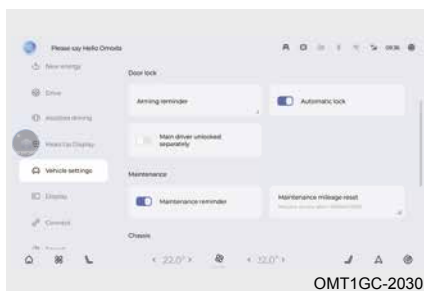 Please say Hello Omoda
08:36
New energy
Door lock
Drive
Arming reminder
Automatic lock
Assisted driving
Main driver unlocked
separately
Head Up Display
Vehicle settings
Maintenance
Display
Maintenance reminder
Maintenance mileage reset
Connect
Chassis
22.0°
22.0°
OMT1GC-2030